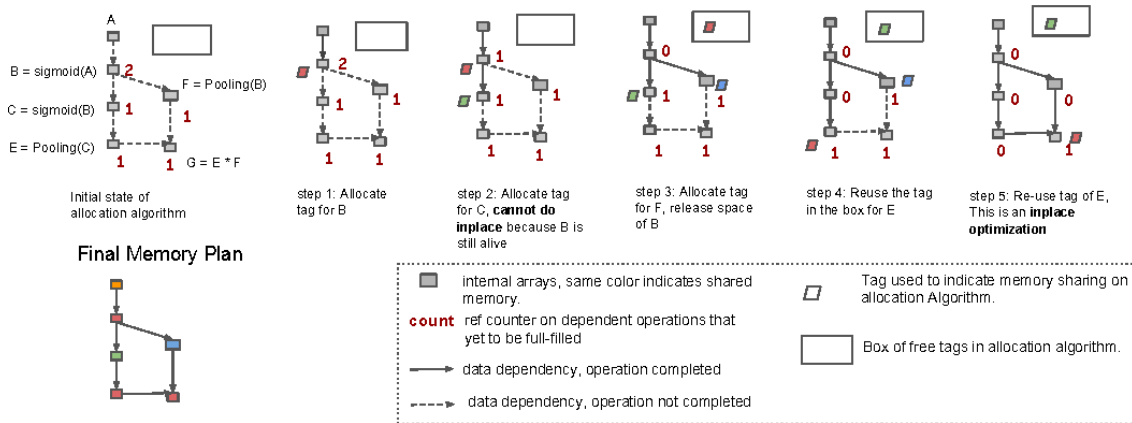 A
B = sigmoid(A)
2
F = Pooling(B)
C = sigmoid(B)
1
1
E = Pooling(C)
1
1
G = E * F
Initial state of
allocation algorithm
2
1
1
1
1
step 1: Allocate
tag for B
1
1
1
1
1
step 2: Allocate tag
for C, cannot do
inplace because B is
still alive
0
1
1
1
1
step 3: Allocate tag
for F, release space
of B
0
0
1
1
1
step 4: Reuse the tag
in the box for E
0
0
0
0
1
step 5: Re-use tag of E,
This is an inplace
optimization
Final Memory Plan
internal arrays, same color indicates shared
memory.
count ref counter on dependent operations that
yet to be full-filled
data dependency, operation completed
data dependency, operation not completed
Tag used to indicate memory sharing on
allocation Algorithm.
Box of free tags in allocation algorithm.